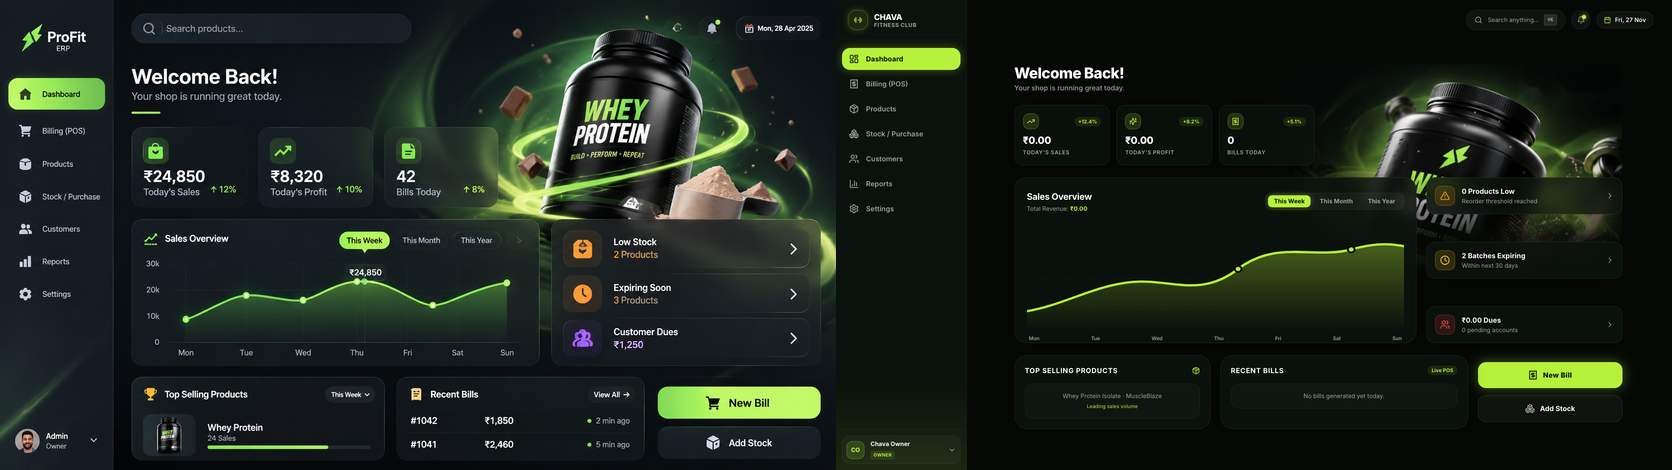 ProFit
ERP
Dashboard
Billing (POS)
Products
Stock / Purchase
Customers
Reports
Settings
Admin
Owner
Search products...
Mon, 28 Apr 2025
Welcome Back!
Your shop is running great today.
₹24,850
Today's Sales
↑ 12%
₹8,320
Today's Profit
↑ 10%
42
Bills Today
↑ 8%
WHEY
PROTEIN
BUILD • PERFORM • REPEAT
Sales Overview
This Week
This Month
This Year
₹24,850
30k
20k
10k
0
Mon
Tue
Wed
Thu
Fri
Sat
Sun
Low Stock
2 Products
Expiring Soon
3 Products
Customer Dues
₹1,250
Top Selling Products
This Week
WHEY
PROTEIN
Whey Protein
24 Sales
Recent Bills
View All →
#1042
₹1,850
2 min ago
#1041
₹2,460
5 min ago
New Bill
Add Stock
CHAVA
FITNESS CLUB
Dashboard
Billing (POS)
Products
Stock / Purchase
Customers
Reports
Settings
CO
Chava Owner
OWNER
Search anything...
⌘K
Fri, 27 Nov
Welcome Back!
Your shop is running great today.
+12.4%
₹0.00
TODAY'S SALES
+8.2%
₹0.00
TODAY'S PROFIT
+5.1%
0
BILLS TODAY
Sales Overview
Total Revenue: ₹0.00
This Week
This Month
This Year
Mon
Tue
Wed
Thu
Fri
Sat
Sun
0 Products Low
Reorder threshold reached
2 Batches Expiring
Within next 30 days
₹0.00 Dues
0 pending accounts
TOP SELLING PRODUCTS
Whey Protein Isolate · MuscleBlaze
Leading sales volume
RECENT BILLS
Live POS
No bills generated yet today.
New Bill
Add Stock